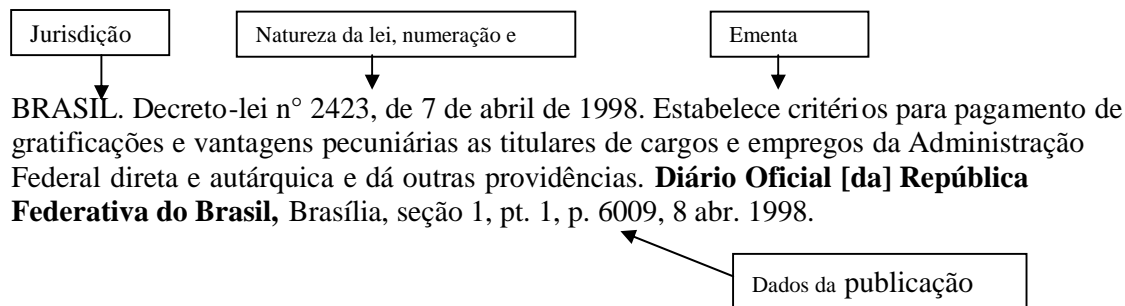 Jurisdição
Natureza da lei, numeração e
Ementa
BRASIL. Decreto-lei n° 2423, de 7 de abril de 1998. Estabelece critérios para pagamento de
gratificações e vantagens pecuniárias as titulares de cargos e empregos da Administração
Federal direta e autárquica e dá outras providências. Diário Oficial [da] República
Federativa do Brasil, Brasília, seção 1, pt. 1, p. 6009, 8 abr. 1998.
Dados da publicação